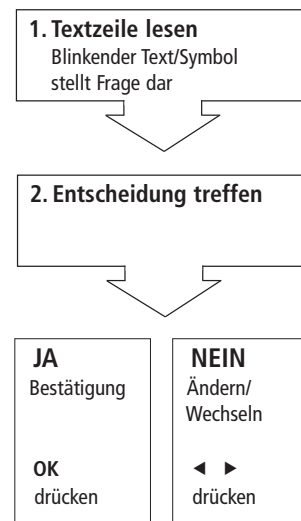 1. Textzeile lesen
Blinkender Text/Symbol
stellt Frage dar
2. Entscheidung treffen
JA
Bestätigung
OK
drücken
NEIN
Ändern/
Wechseln
◄ ►
drücken